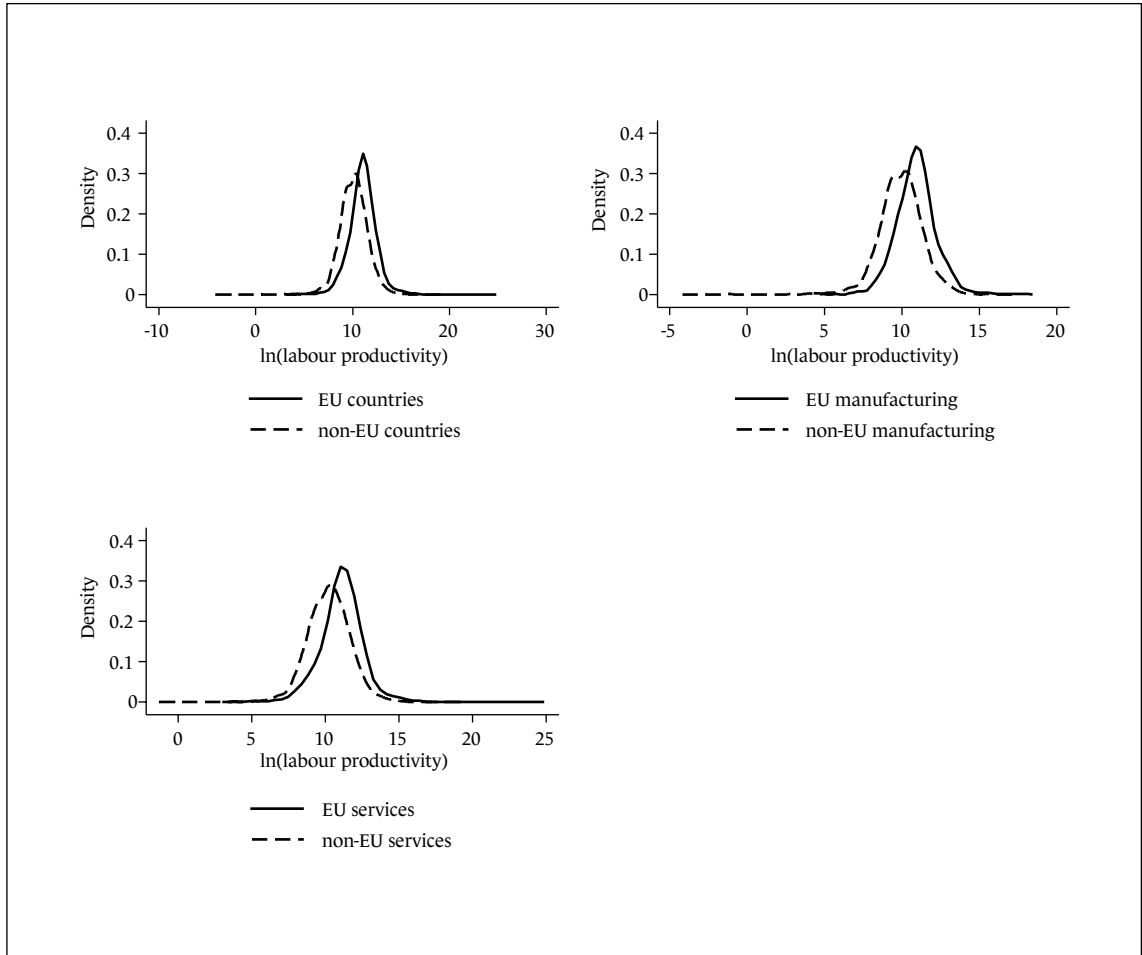 0.4
0.3
0.2
0.1
0
Density
-10 0 10 20 30
ln(labour productivity)
EU countries
non-EU countries
0.4
0.3
0.2
0.1
0
Density
-5 0 5 10 15 20
ln(labour productivity)
EU manufacturing
non-EU manufacturing
0.4
0.3
0.2
0.1
0
Density
0 5 10 15 20 25
ln(labour productivity)
EU services
non-EU services